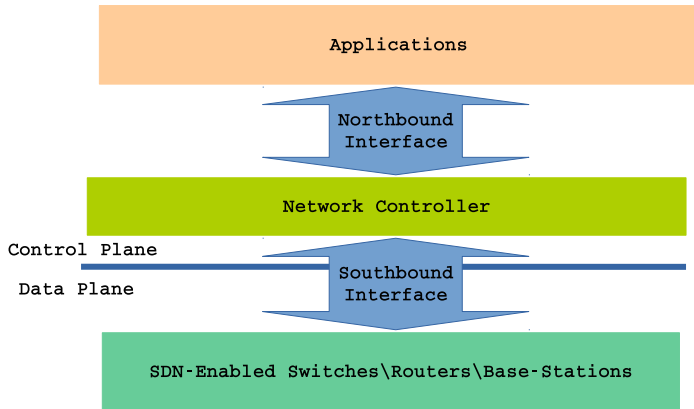 Applications
Northbound
Interface
Network Controller
Control Plane
Southbound
Interface
Data Plane
SDN-Enabled Switches\Routers\Base-Stations